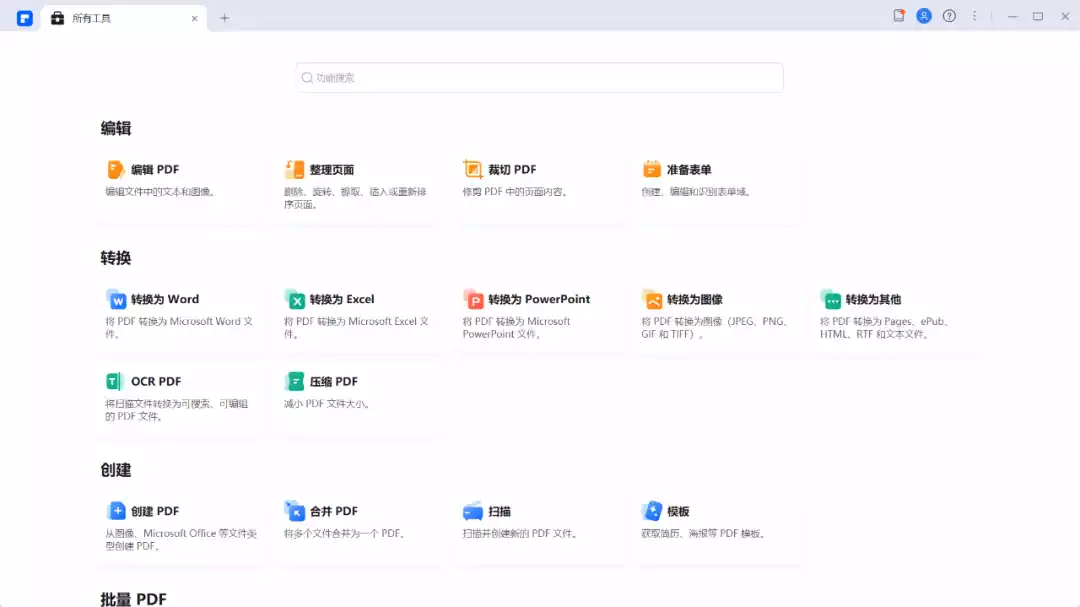 所有工具
功能搜索
编辑
编辑 PDF
编辑文件中的文本和图像。
整理页面
删除、旋转、提取、插入或重新排
序页面。
裁切 PDF
修剪 PDF 中的页面内容。
准备表单
创建、编辑和识别表单域。
转换
转换为 Word
将 PDF 转换为 Microsoft Word 文
件。
转换为 Excel
将 PDF 转换为 Microsoft Excel 文
件。
转换为 PowerPoint
将 PDF 转换为 Microsoft
PowerPoint 文件。
转换为图像
将 PDF 转换为图像（JPEG、PNG、
GIF 和 TIFF）。
转换为其他
将 PDF 转换为 Pages、ePub、
HTML、RTF 和文本文件。
OCR PDF
将扫描文件转换为可搜索、可编辑
的 PDF 文件。
压缩 PDF
减小 PDF 文件大小。
创建
创建 PDF
从图像、Microsoft Office 等文件类
型创建 PDF。
合并 PDF
将多个文件合并为一个 PDF。
扫描
扫描并创建新的 PDF 文件。
模板
获取简历、海报等 PDF 模板。
批量 PDF